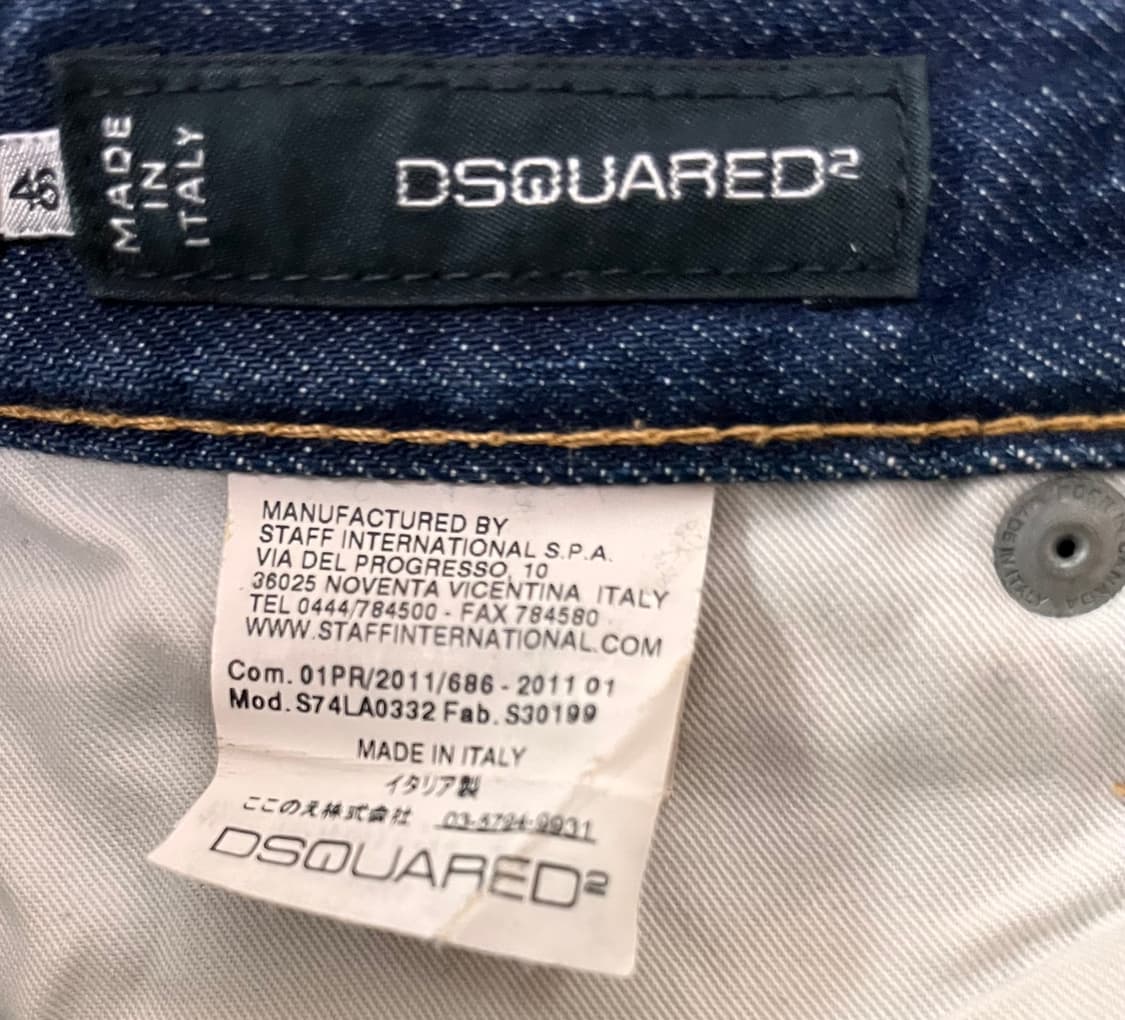 48
MADE
IN
ITALY
DSQUARED2
MANUFACTURED BY
STAFF INTERNATIONAL S.P.A.
VIA DEL PROGRESSO, 10
36025 NOVENTA VICENTINA ITALY
TEL 0444/784500 - FAX 784580
WWW.STAFFINTERNATIONAL.COM
Com. 01PR/2011/686 - 2011 01
Mod. S74LA0332 Fab. S30199
MADE IN ITALY
イタリア製
ここのえ株式会社 03-5794-9931
DSQUARED2